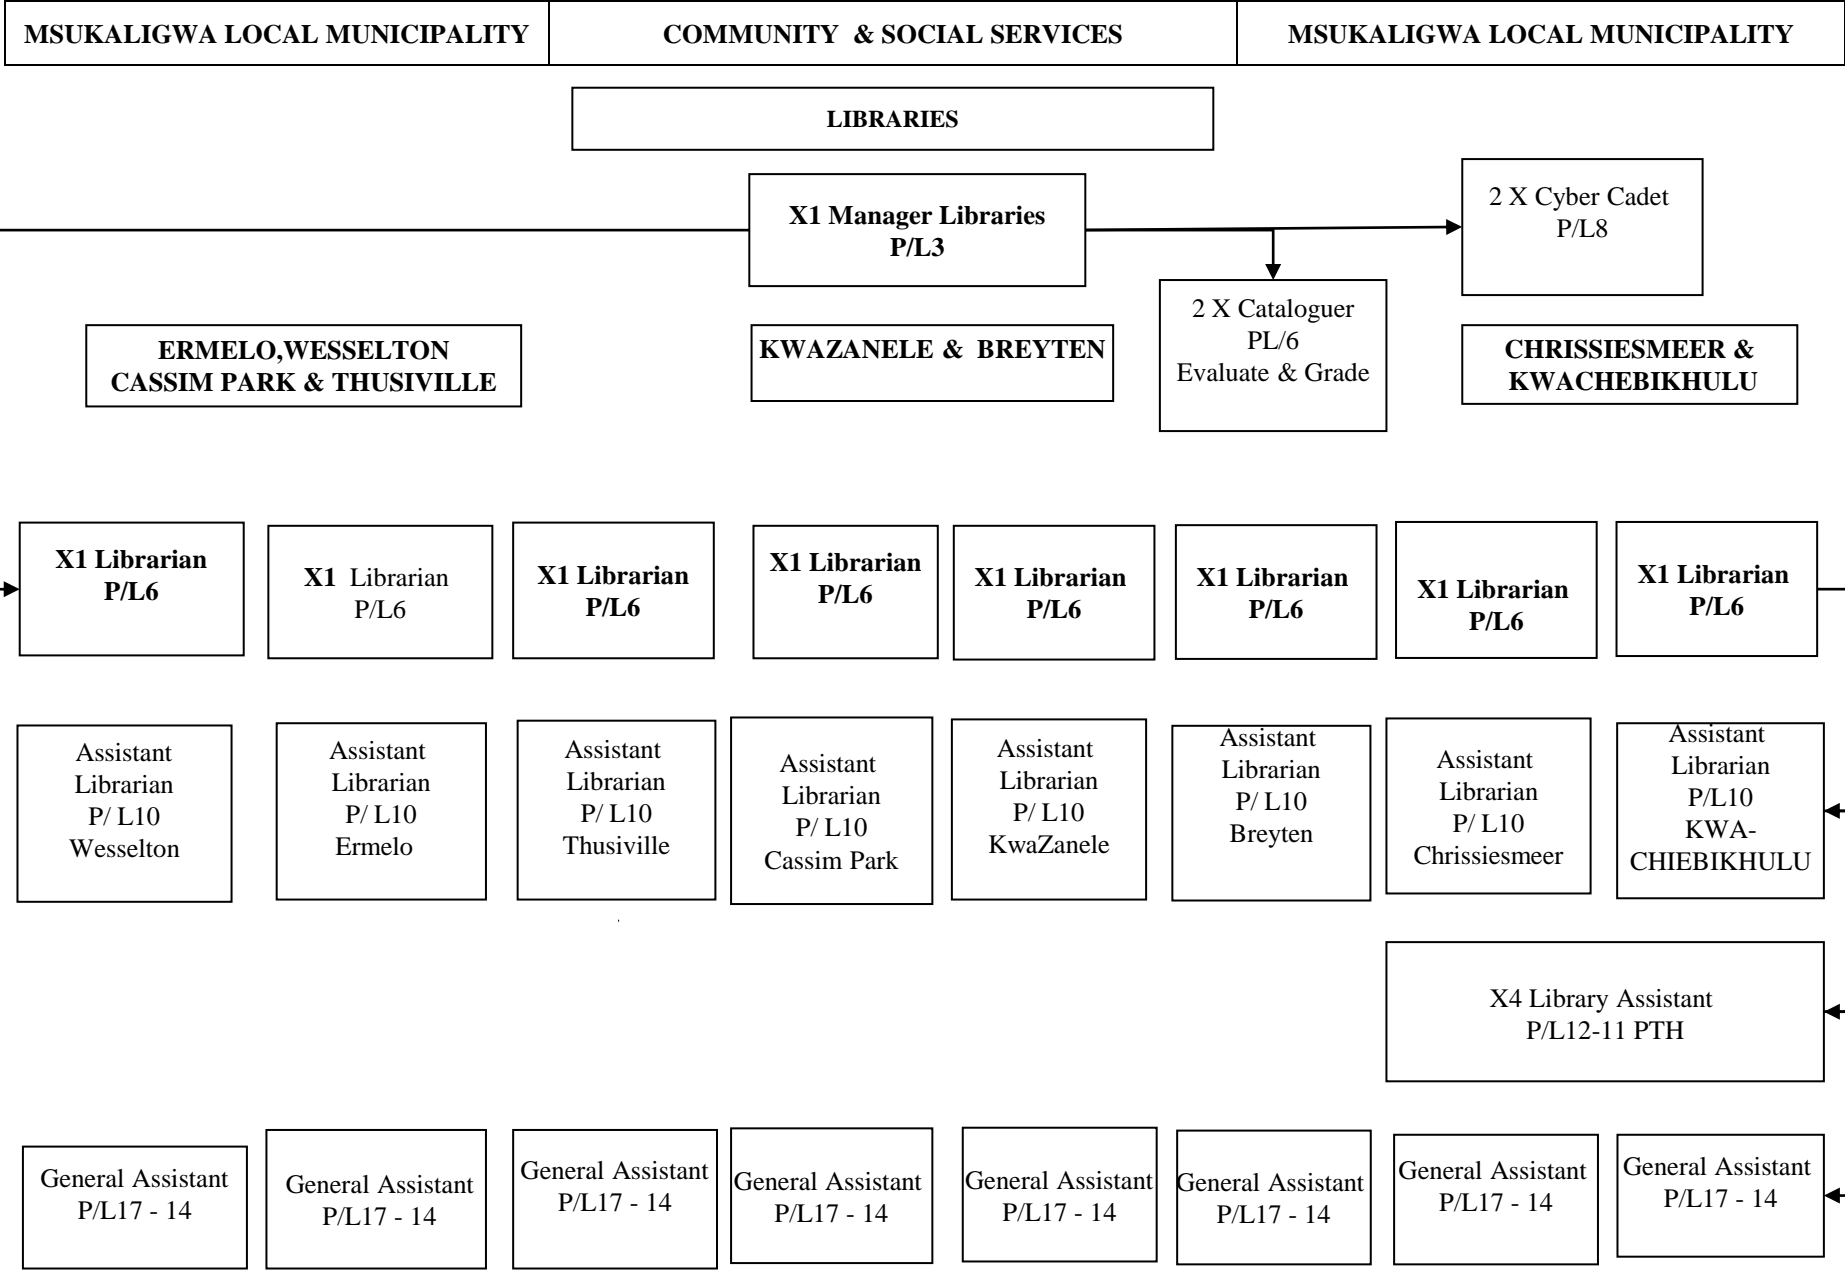 MSUKALIGWA LOCAL MUNICIPALITY
COMMUNITY & SOCIAL SERVICES
MSUKALIGWA LOCAL MUNICIPALITY
LIBRARIES
X1 Manager Libraries
P/L3
2 X Cyber Cadet
P/L8
2 X Cataloguer
PL/6
Evaluate & Grade
ERMELO,WESSELTON
CASSIM PARK & THUSIVILLE
KWAZANELE & BREYTEN
CHRISSIESMEER &
KWACHEBIKHULU
X1 Librarian
P/L6
X1 Librarian
P/L6
X1 Librarian
P/L6
X1 Librarian
P/L6
X1 Librarian
P/L6
X1 Librarian
P/L6
X1 Librarian
P/L6
X1 Librarian
P/L6
Assistant
Librarian
P/ L10
Wesselton
Assistant
Librarian
P/ L10
Ermelo
Assistant
Librarian
P/ L10
Thusiville
Assistant
Librarian
P/ L10
Cassim Park
Assistant
Librarian
P/ L10
KwaZanele
Assistant
Librarian
P/ L10
Breyten
Assistant
Librarian
P/ L10
Chrissiesmeer
Assistant
Librarian
P/L10
KWA-
CHIEBIKHULU
X4 Library Assistant
P/L12-11 PTH
General Assistant
P/L17 - 14
General Assistant
P/L17 - 14
General Assistant
P/L17 - 14
General Assistant
P/L17 - 14
General Assistant
P/L17 - 14
General Assistant
P/L17 - 14
General Assistant
P/L17 - 14
General Assistant
P/L17 - 14